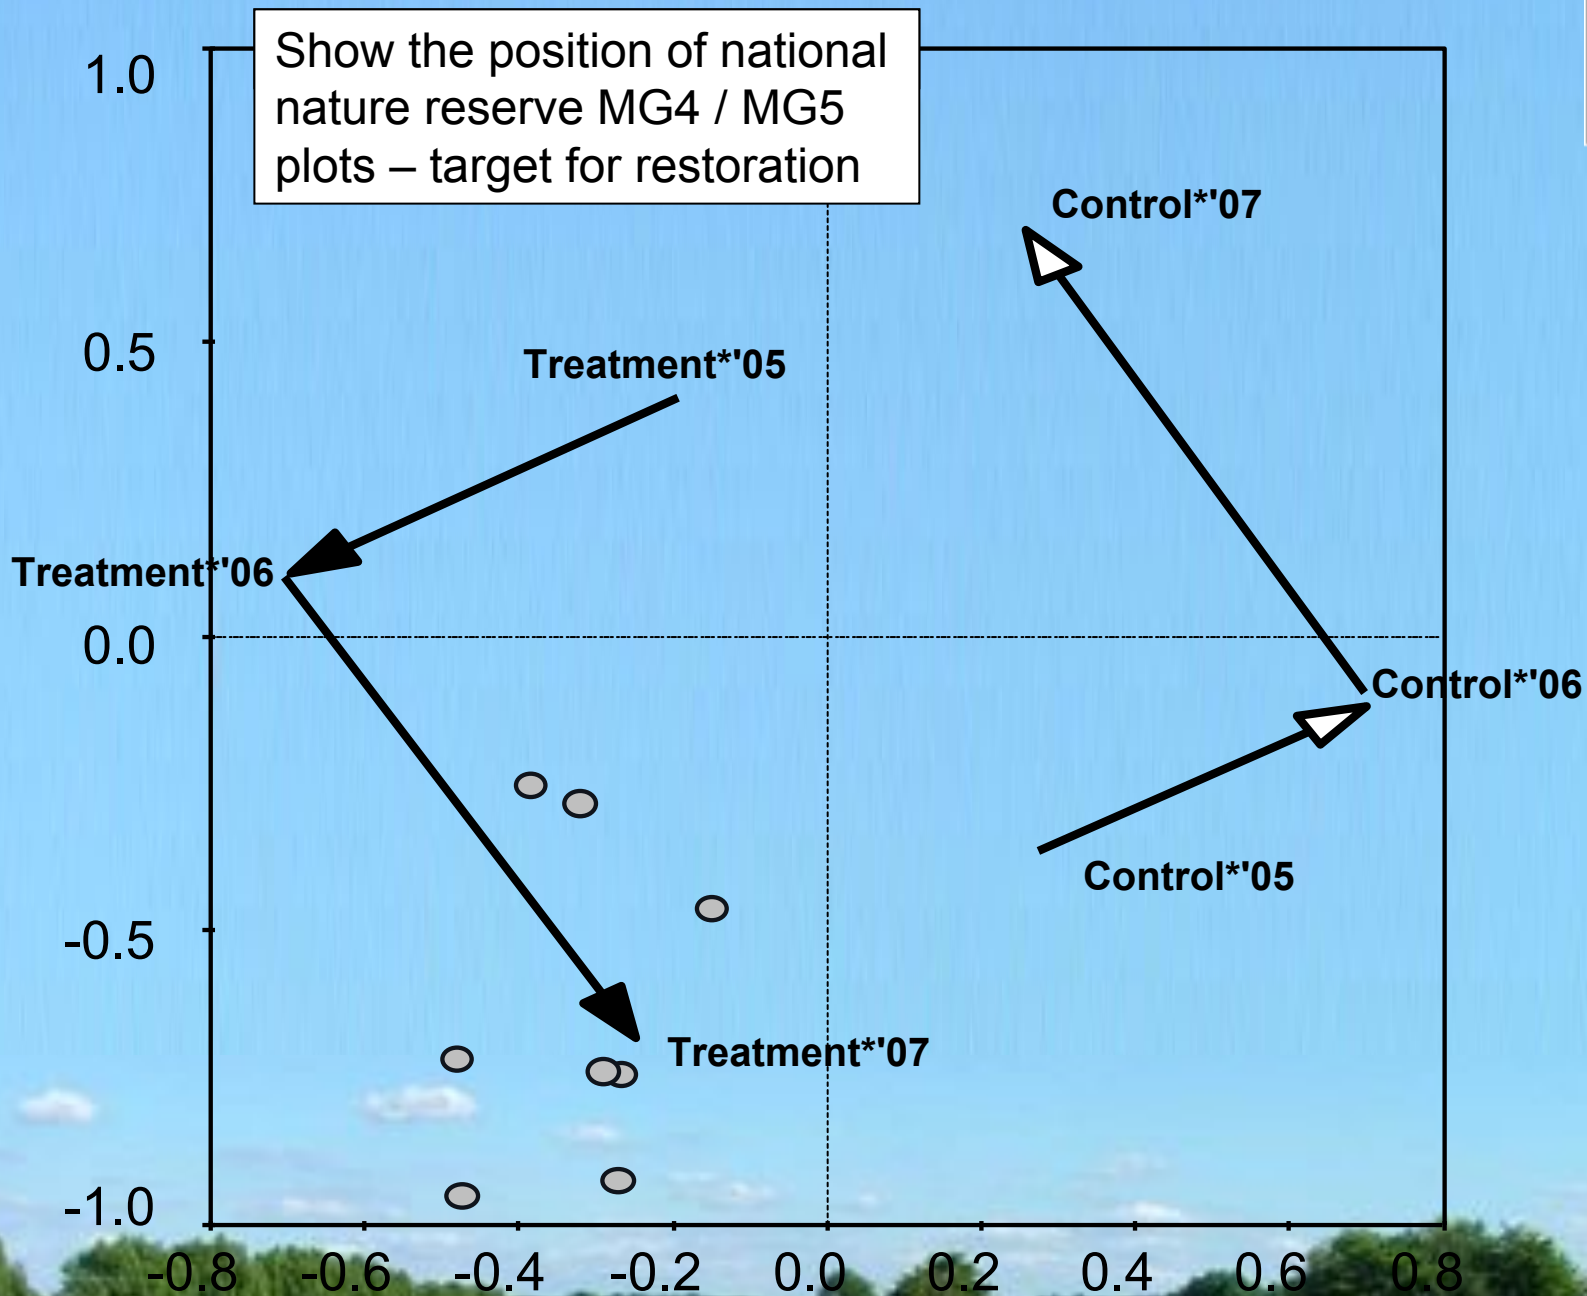 Show the position of national
nature reserve MG4 / MG5
plots – target for restoration
1.0
Control*'07
0.5
Treatment*'05
Treatment*'06
0.0
Control*'06
Control*'05
-0.5
Treatment*'07
-1.0
-0.8 -0.6 -0.4 -0.2 0.0 0.2 0.4 0.6 0.8